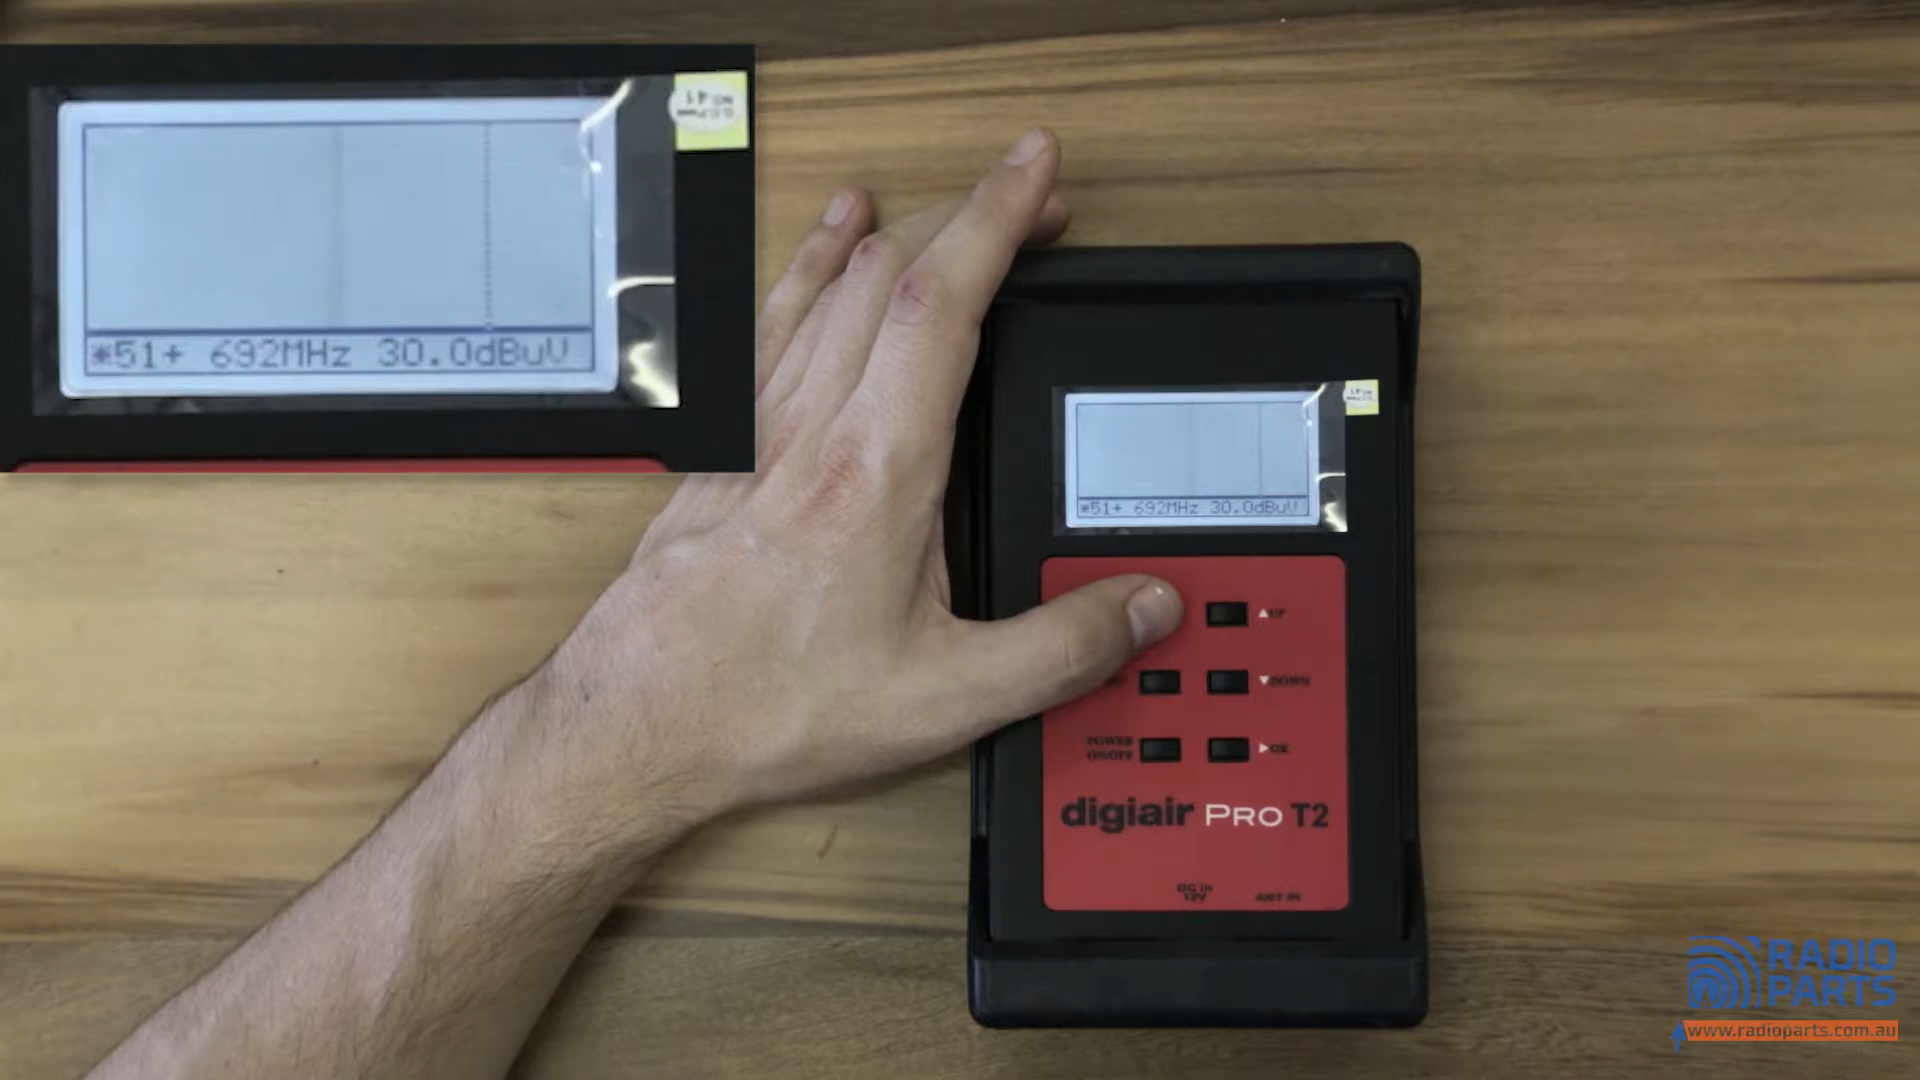 *51+ 692MHz 30.0dBuV
*51+ 692MHz 30.0dBuV
▲UP
▼DOWN
POWER
ON/OFF
▶OK
digiair PRO T2
DC in
12V
ANT IN
RADIO
PARTS
www.radioparts.com.au